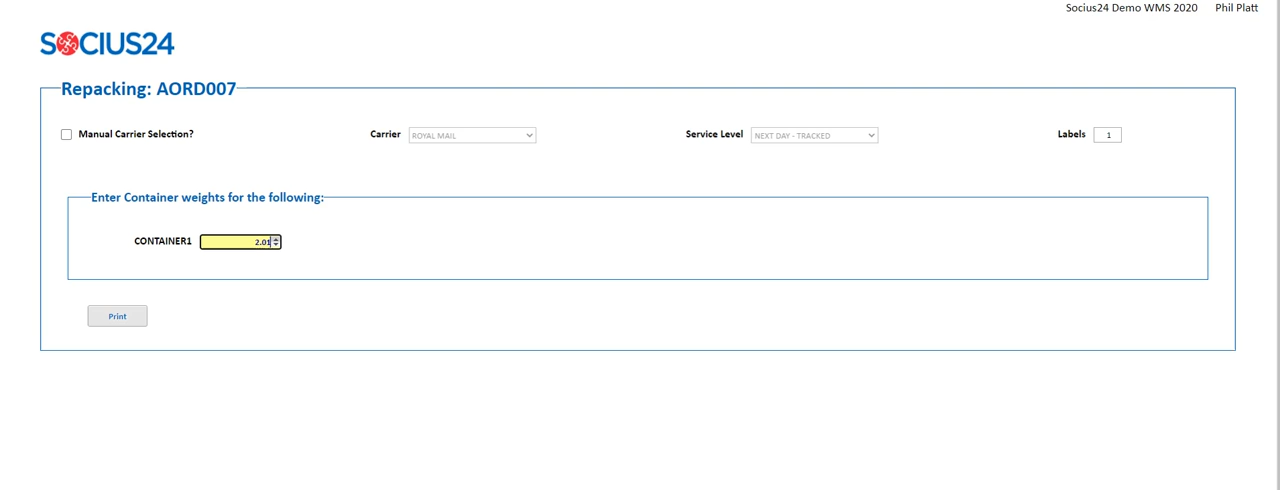 Socius24 Demo WMS 2020 Phil Platt
SOCIUS24
Repacking: AORD007
Manual Carrier Selection? Carrier ROYAL MAIL Service Level NEXT DAY - TRACKED Labels 1
Enter Container weights for the following:
CONTAINER1 2.01
Print